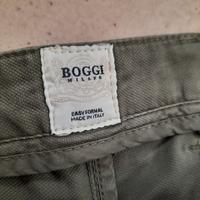 BOGGI
MILANO
EASY FORMAL
MADE IN ITALY